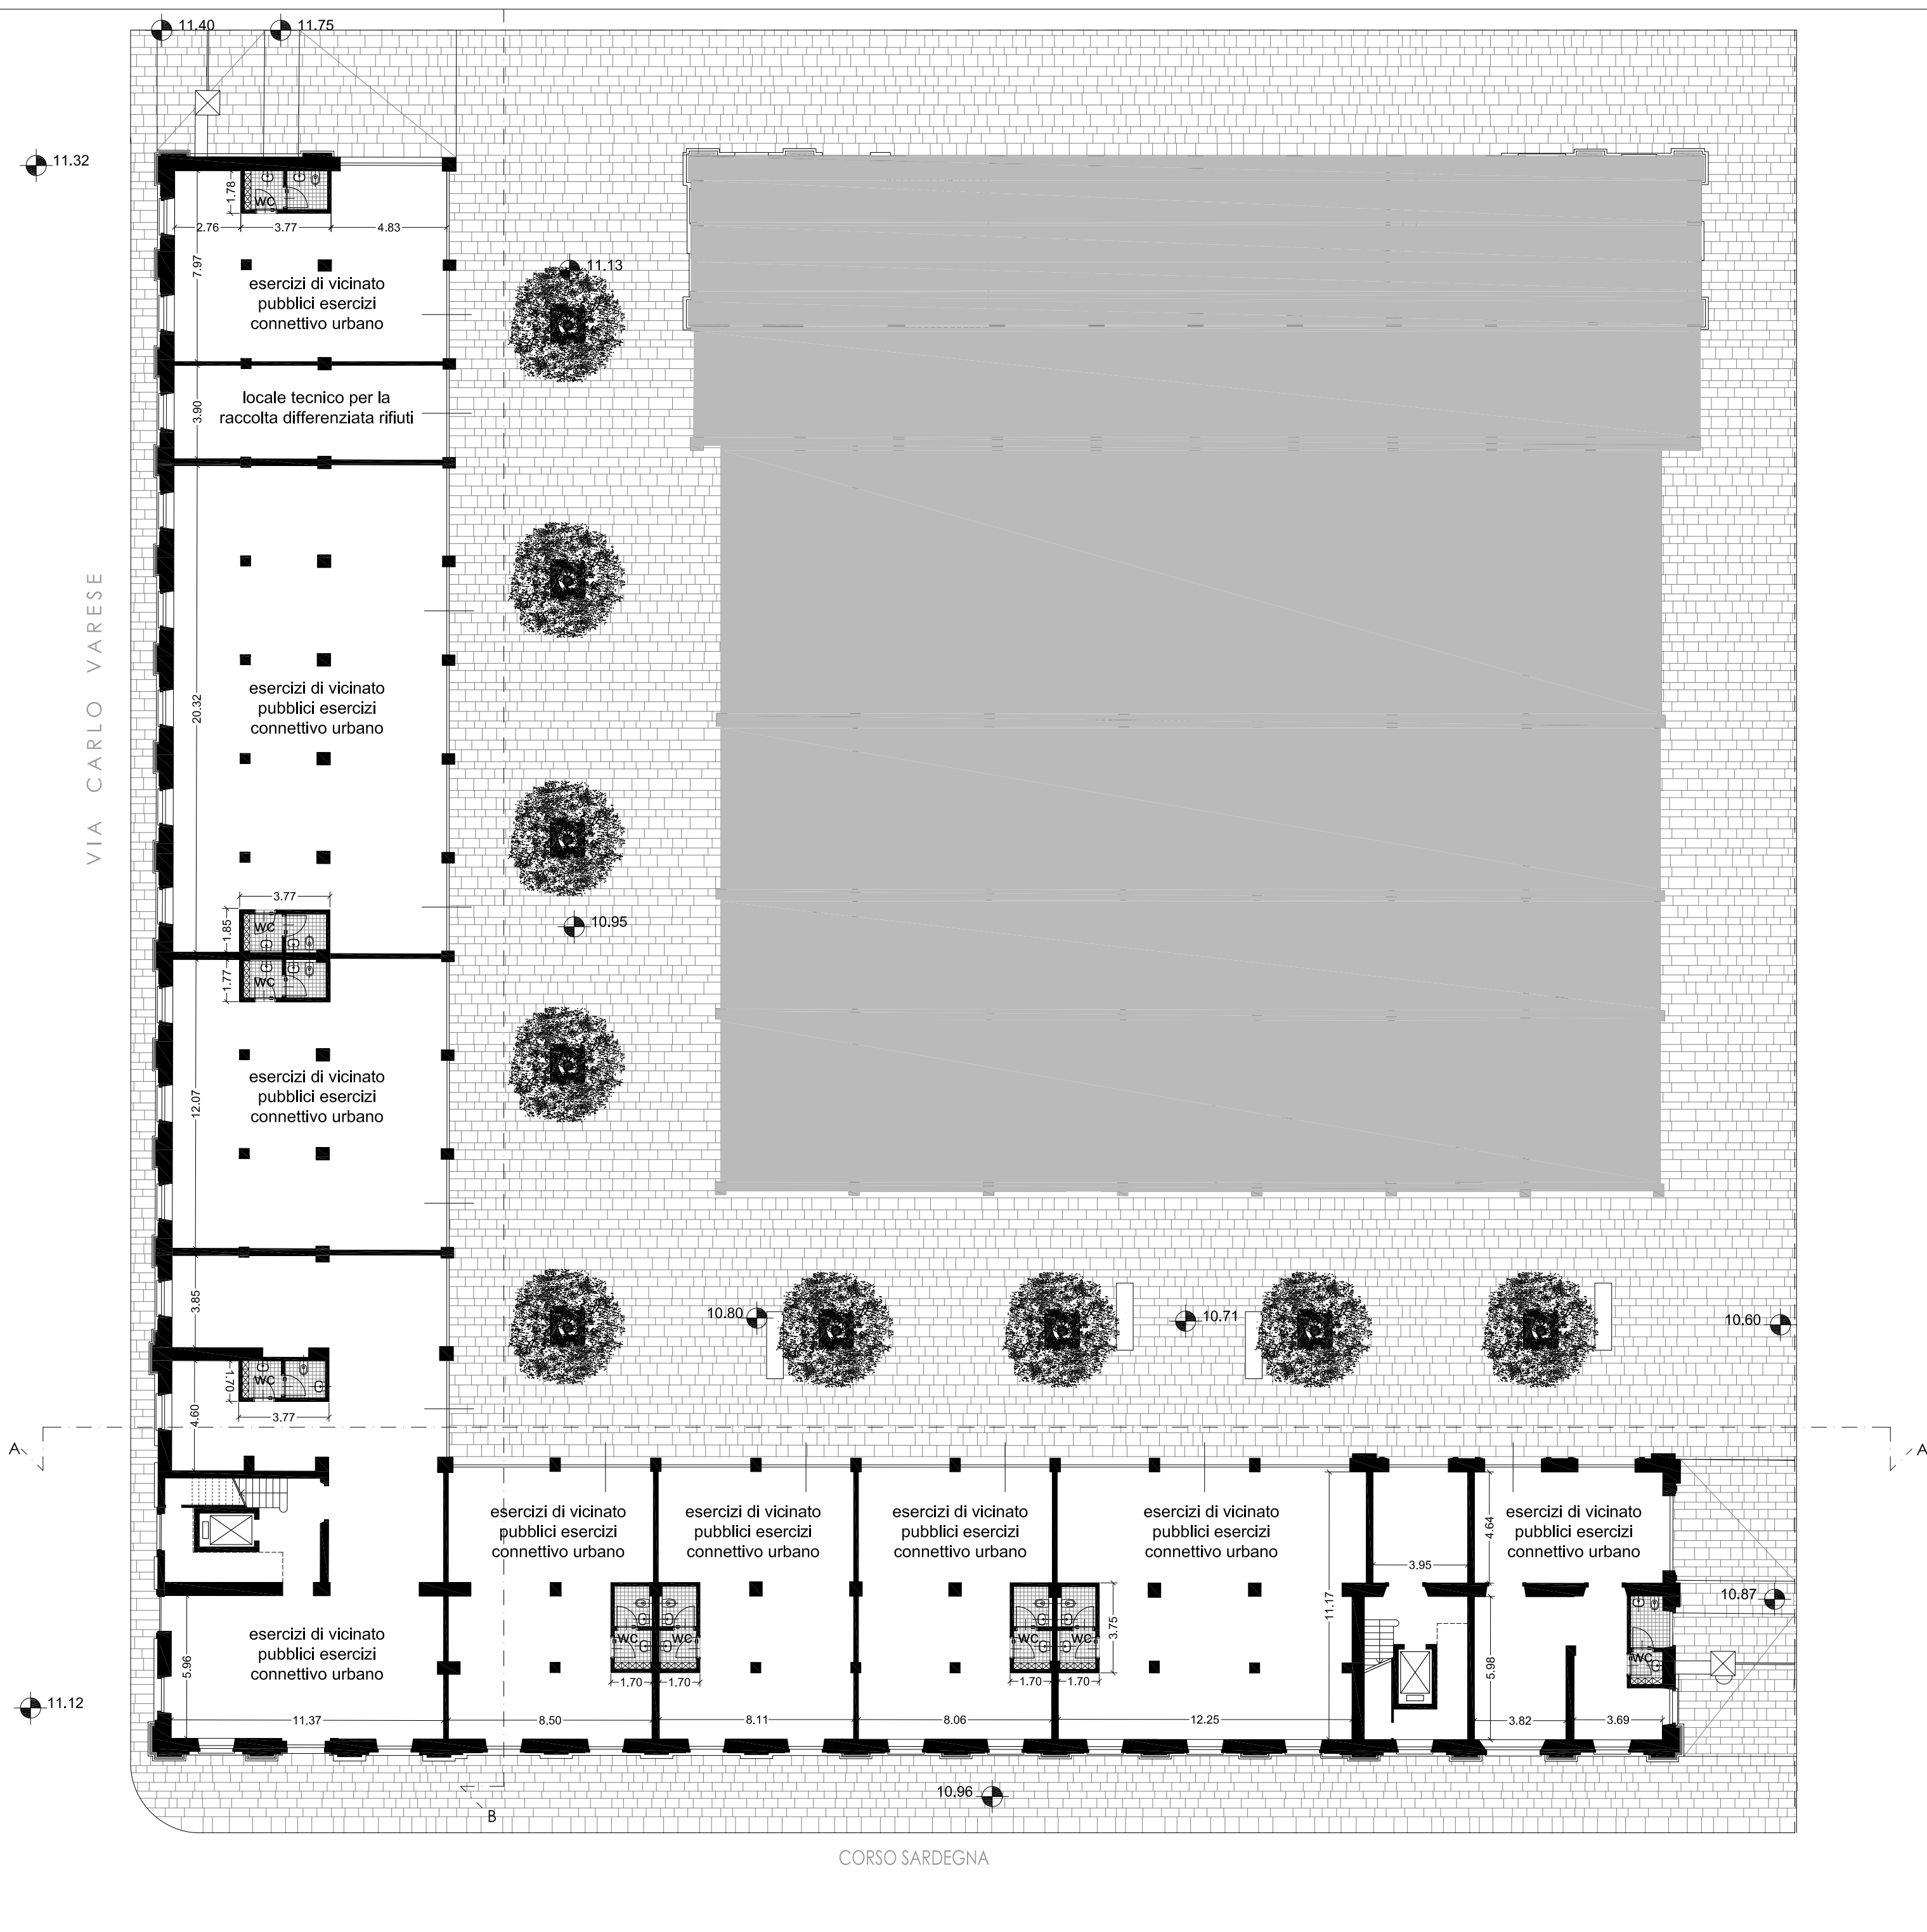 11.40
11.75
11.32
1.78
WC
2.76
3.77
4.83
7.97
11.13
esercizi di vicinato
pubblici esercizi
connettivo urbano
3.90
locale tecnico per la
raccolta differenziata rifiuti
VIA CARLO VARESE
20.32
esercizi di vicinato
pubblici esercizi
connettivo urbano
3.77
1.85
WC
10.95
1.77
WC
12.07
esercizi di vicinato
pubblici esercizi
connettivo urbano
3.85
10.80
10.71
10.60
1.70
WC
4.60
3.77
A
A
esercizi di vicinato
pubblici esercizi
connettivo urbano
esercizi di vicinato
pubblici esercizi
connettivo urbano
esercizi di vicinato
pubblici esercizi
connettivo urbano
esercizi di vicinato
pubblici esercizi
connettivo urbano
4.64
esercizi di vicinato
pubblici esercizi
connettivo urbano
3.95
11.17
10.87
5.96
esercizi di vicinato
pubblici esercizi
connettivo urbano
WC
WC
WC
WC
3.75
5.98
WC
1.70
1.70
1.70
1.70
11.12
11.37
8.50
8.11
8.06
12.25
3.82
3.69
10.96
B
CORSO SARDEGNA